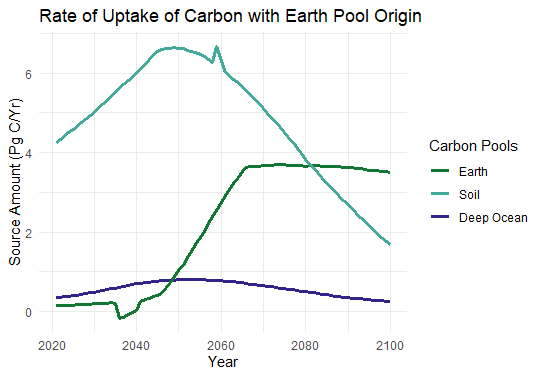 Rate of Uptake of Carbon with Earth Pool Origin
Source Amount (Pg C/Yr)
6
4
2
0
2020 2040 2060 2080 2100
Year
Carbon Pools
Earth
Soil
Deep Ocean